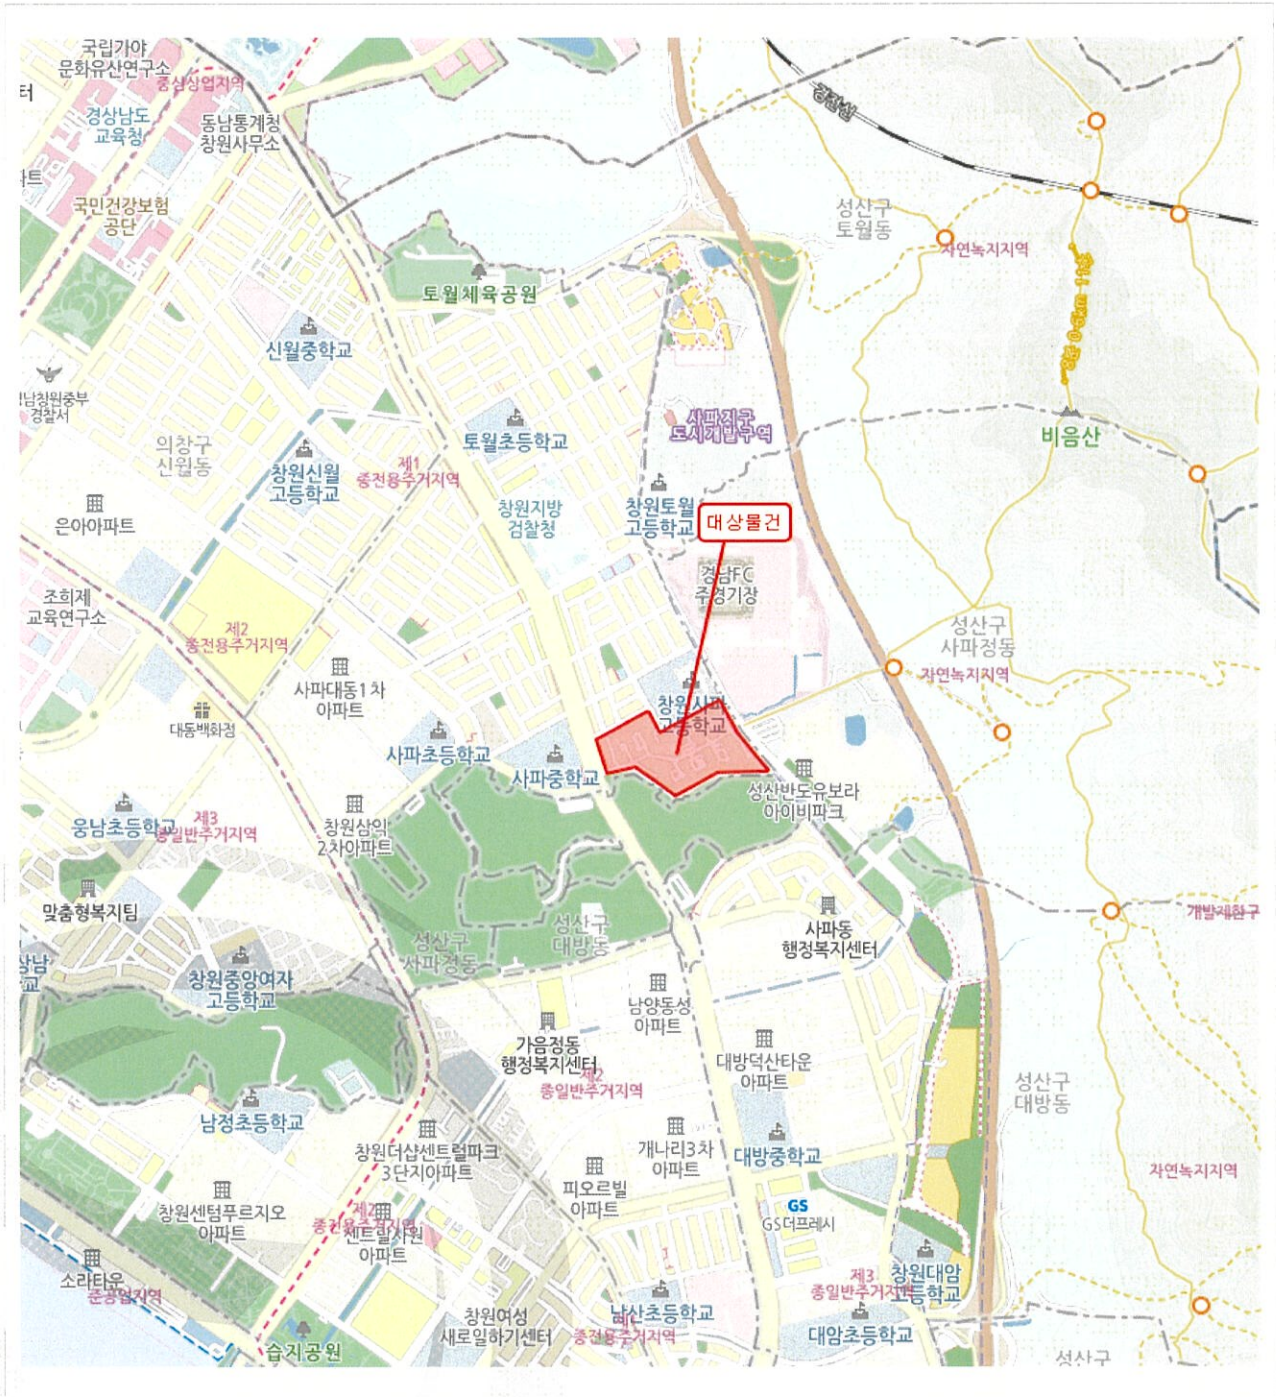 국립가야
문화유산연구소
중심상업지역
터
경상남도
교육청
동남통계청
창원사무소
경전선
국민건강보험
공단
성산구
토월동
자연녹지지역
토월체육공원
신월중학교
사파지구
도시개발구역
비음산
경찰서
의창구
신월동
토월초등학교
창원신월
고등학교
제1
종전용주거지역
창원지방
검찰청
창원토월
고등학교
대상물건
은아아파트
경남FC
주경기장
조희제
교육연구소
제2
종전용주거지역
성산구
사파정동
자연녹지지역
사파대동1차
아파트
창원사파
고등학교
대동백화점
사파초등학교
사파중학교
성산반도유보라
아이비파크
웅남초등학교
제3
종일반주거지역
창원삼익
2차아파트
맞춤형복지팀
성산구
사파정동
성산구
대방동
사파동
행정복지센터
개발제한구
창원중앙여자
고등학교
남양동성
아파트
가음정동
행정복지센터
제2
종일반주거지역
대방덕산타운
아파트
성산구
대방동
남정초등학교
창원더샵센트럴파크
3단지아파트
개나리3차
아파트
대방중학교
자연녹지지역
피오르빌
아파트
창원센텀푸르지오
아파트
제2
종전용주거지역
아파트
GS
GS더프레시
소라타운
준공업지역
제3
종일반주거지역
창원대암
고등학교
창원여성
새로일하기센터
남산초등학교
종전용주거지역
대암초등학교
습지공원
성산구